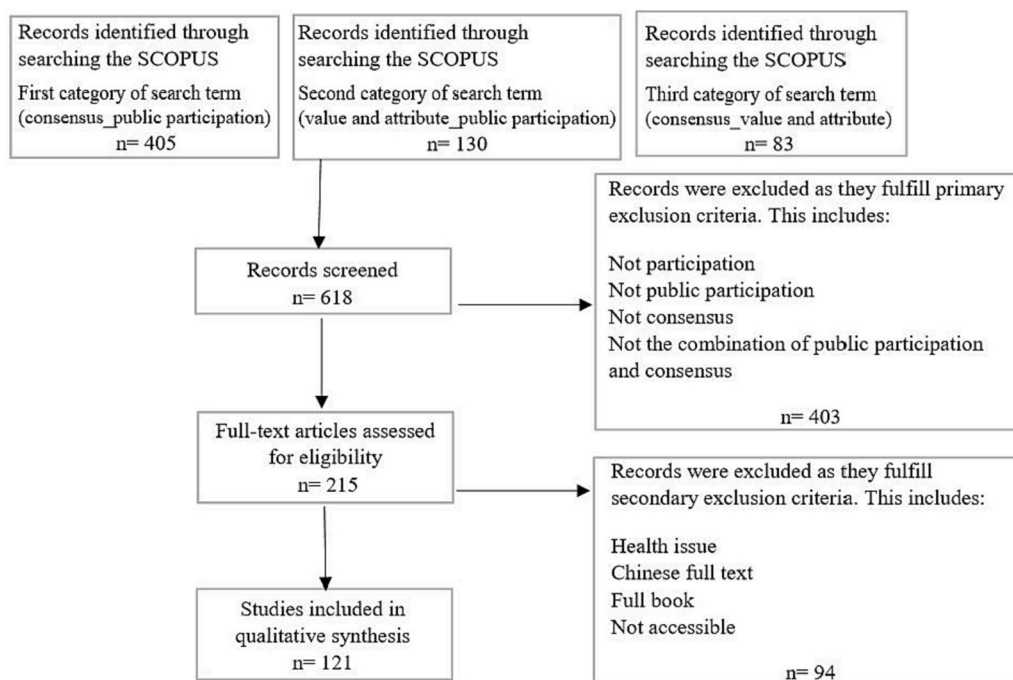 Records identified through
searching the SCOPUS
First category of search term
(consensus_public participation)
n= 405
Records identified through
searching the SCOPUS
Second category of search term
(value and attribute_public participation)
n= 130
Records identified through
searching the SCOPUS
Third category of search term
(consensus_value and attribute)
n= 83
Records screened
n= 618
Records were excluded as they fulfill primary
exclusion criteria. This includes:
Not participation
Not public participation
Not consensus
Not the combination of public participation
and consensus
n= 403
Full-text articles assessed
for eligibility
n= 215
Records were excluded as they fulfill
secondary exclusion criteria. This includes:
Health issue
Chinese full text
Full book
Not accessible
n= 94
Studies included in
qualitative synthesis
n= 121